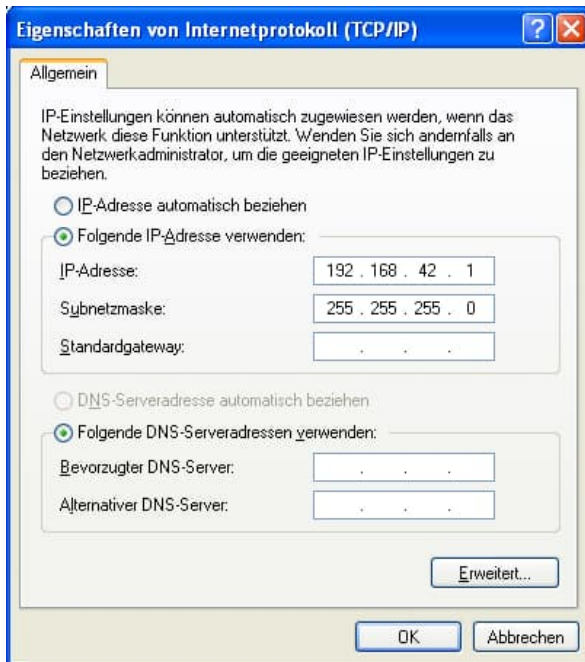 Eigenschaften von Internetprotokoll (TCP/IP)
Allgemein
IP-Einstellungen können automatisch zugewiesen werden, wenn das
Netzwerk diese Funktion unterstützt. Wenden Sie sich andernfalls an
den Netzwerkadministrator, um die geeigneten IP-Einstellungen zu
beziehen.
IP-Adresse automatisch beziehen
Folgende IP-Adresse verwenden:
IP-Adresse: 192 . 168 . 42 . 1
Subnetzmaske: 255 . 255 . 255 . 0
Standardgateway: . . .
DNS-Serveradresse automatisch beziehen
Folgende DNS-Serveradressen verwenden:
Bevorzugter DNS-Server: . . .
Alternativer DNS-Server: . . .
Erweitert...
OK Abbrechen